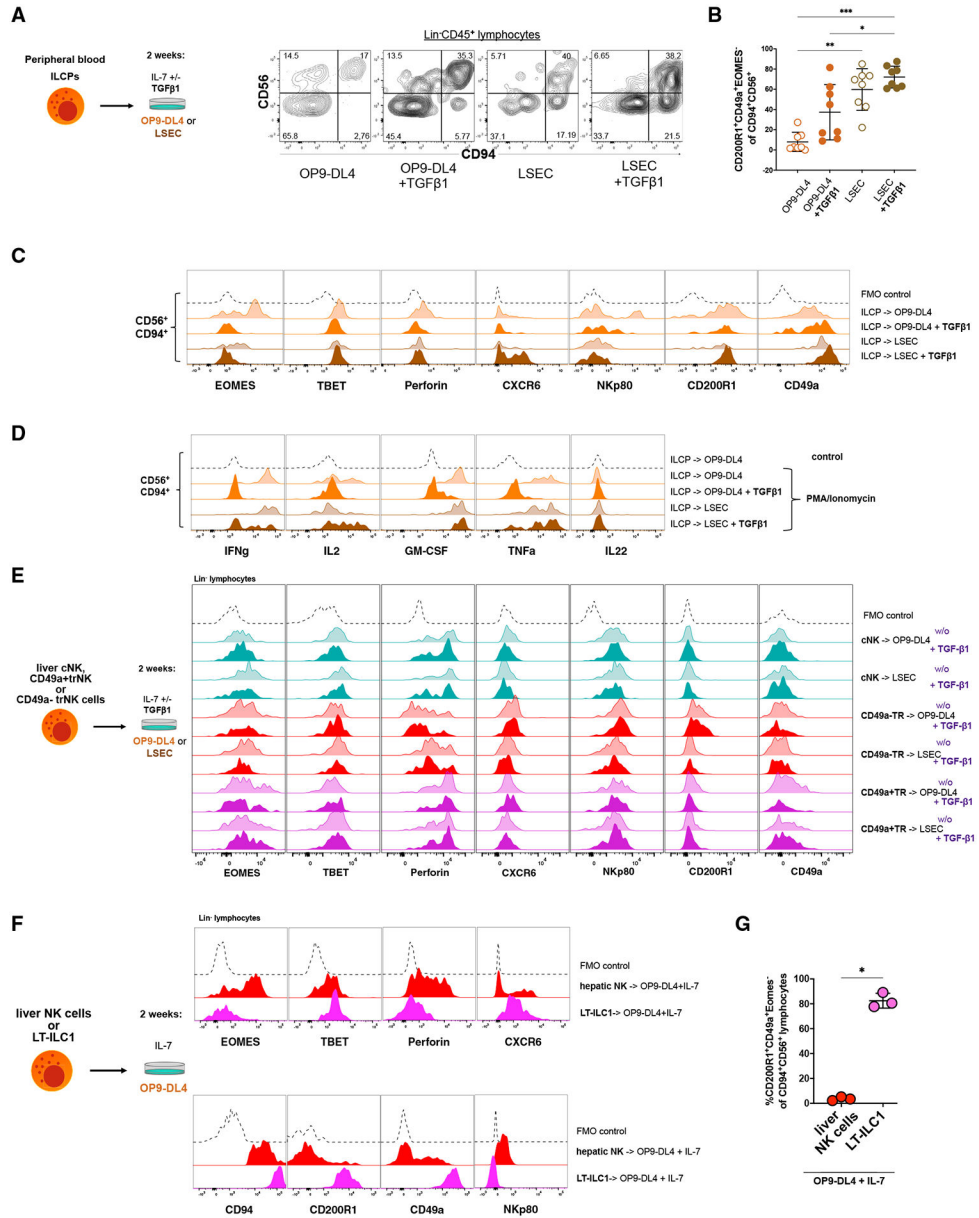 A
Peripheral blood
ILCPs
2 weeks:
IL-7 +/-
TGFβ1
OP9-DL4 or
LSEC
Lin-CD45+ lymphocytes
CD56
14.5 17
65.8 2,76
13.5 35.3
45.4 5.77
5.71 40
37.1 17.19
6.65 38.2
33.7 21.5
CD94
OP9-DL4
OP9-DL4
+TGFβ1
LSEC
LSEC
+TGFβ1
B
***
*
**
CD200R1+CD49a+EOMES-
of CD94+CD56+
100
80
60
40
20
0
-20
OP9-DL4
OP9-DL4
+TGFβ1
LSEC
LSEC
+TGFβ1
C
CD56+
CD94+
FMO control
ILCP -> OP9-DL4
ILCP -> OP9-DL4 + TGFβ1
ILCP -> LSEC
ILCP -> LSEC + TGFβ1
EOMES TBET Perforin CXCR6 NKp80 CD200R1 CD49a
D
CD56+
CD94+
ILCP -> OP9-DL4
control
ILCP -> OP9-DL4
ILCP -> OP9-DL4 + TGFβ1
ILCP -> LSEC
ILCP -> LSEC + TGFβ1
PMA/Ionomycin
IFNg IL2 GM-CSF TNFa IL22
E
Lin- lymphocytes
liver cNK,
CD49a+trNK
or
CD49a- trNK cells
2 weeks:
IL-7 +/-
TGFβ1
OP9-DL4 or
LSEC
FMO control
w/o
cNK -> OP9-DL4
+ TGF-β1
w/o
cNK -> LSEC
+ TGF-β1
w/o
CD49a-TR -> OP9-DL4
+ TGF-β1
w/o
CD49a-TR -> LSEC
+ TGF-β1
w/o
CD49a+TR -> OP9-DL4
+ TGF-β1
w/o
CD49a+TR -> LSEC
+ TGF-β1
EOMES TBET Perforin CXCR6 NKp80 CD200R1 CD49a
F
Lin- lymphocytes
liver NK cells
or
LT-ILC1
2 weeks:
IL-7
OP9-DL4
FMO control
hepatic NK -> OP9-DL4+IL-7
LT-ILC1-> OP9-DL4+IL-7
EOMES TBET Perforin CXCR6
FMO control
hepatic NK -> OP9-DL4 + IL-7
LT-ILC1-> OP9-DL4 + IL-7
CD94 CD200R1 CD49a NKp80
G
*
%CD200R1+CD49a+Eomes-
of CD94+CD56+ lymphocytes
100
80
60
40
20
0
liver
NK cells
LT-ILC1
OP9-DL4 + IL-7